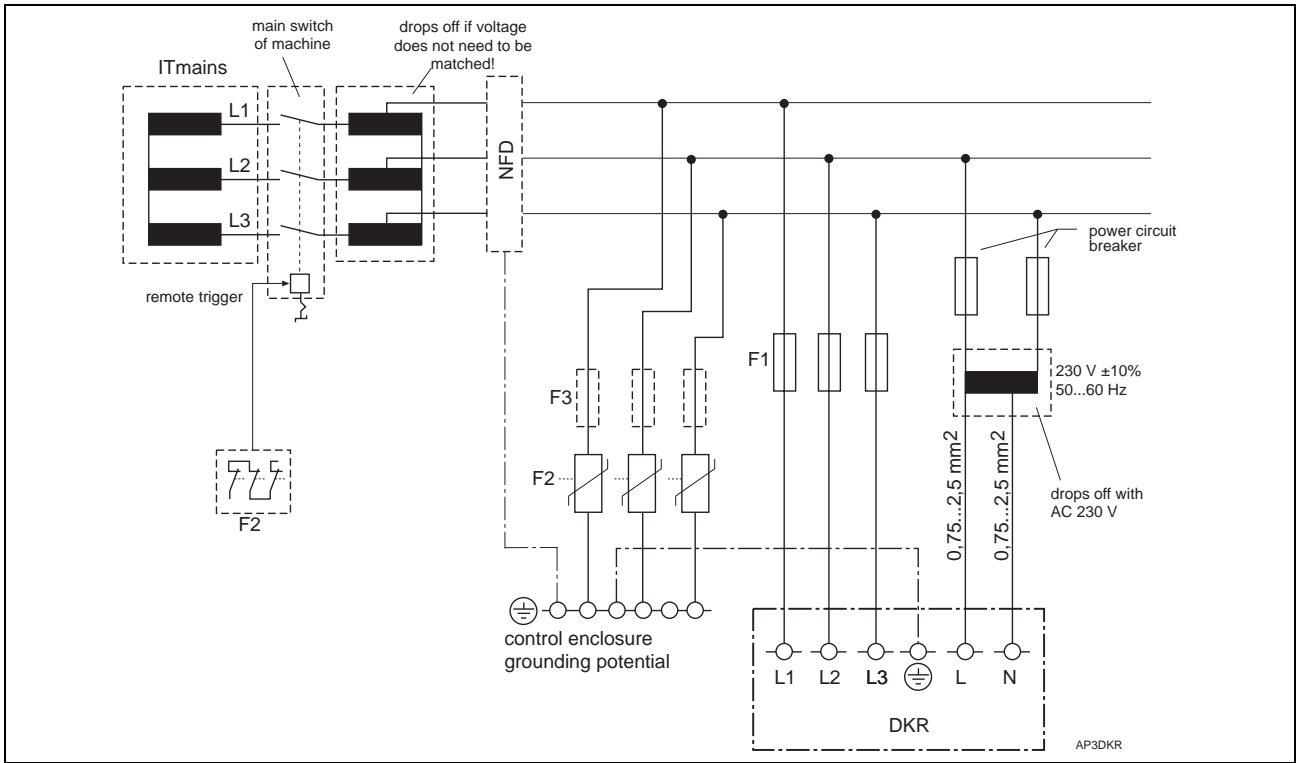 main switch
of machine
drops off if voltage
does not need to be
matched!
ITmains
L1
L2
L3
NFD
remote trigger
power circuit
breaker
F1
230 V ±10%
50...60 Hz
F3
F2
F2
0,75...2,5 mm2
0,75...2,5 mm2
drops off with
AC 230 V
control enclosure
grounding potential
L1 L2 L3 L N
DKR
AP3DKR